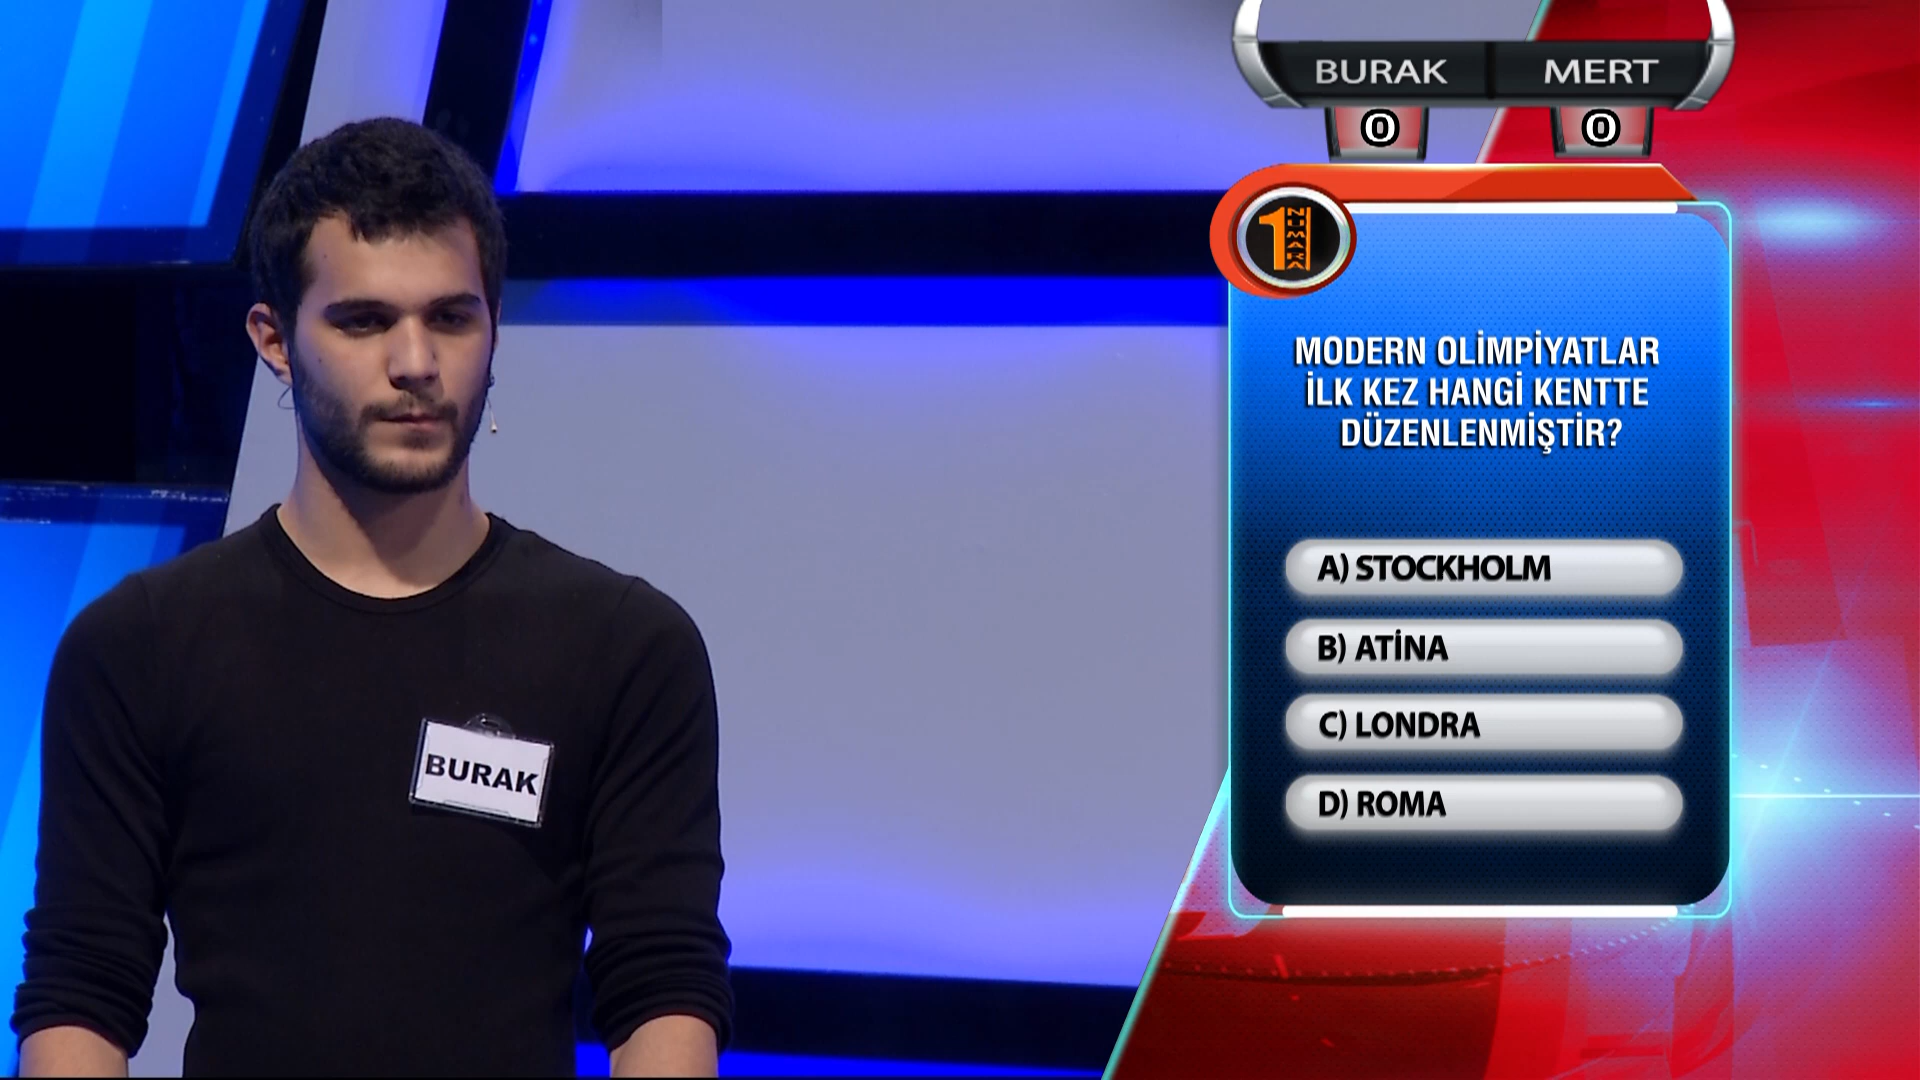 BURAK MERT
0 0
1 NUMARA
MODERN OLİMPİYATLAR
İLK KEZ HANGİ KENTTE
DÜZENLENMİŞTİR?
A) STOCKHOLM
B) ATİNA
C) LONDRA
D) ROMA
BURAK